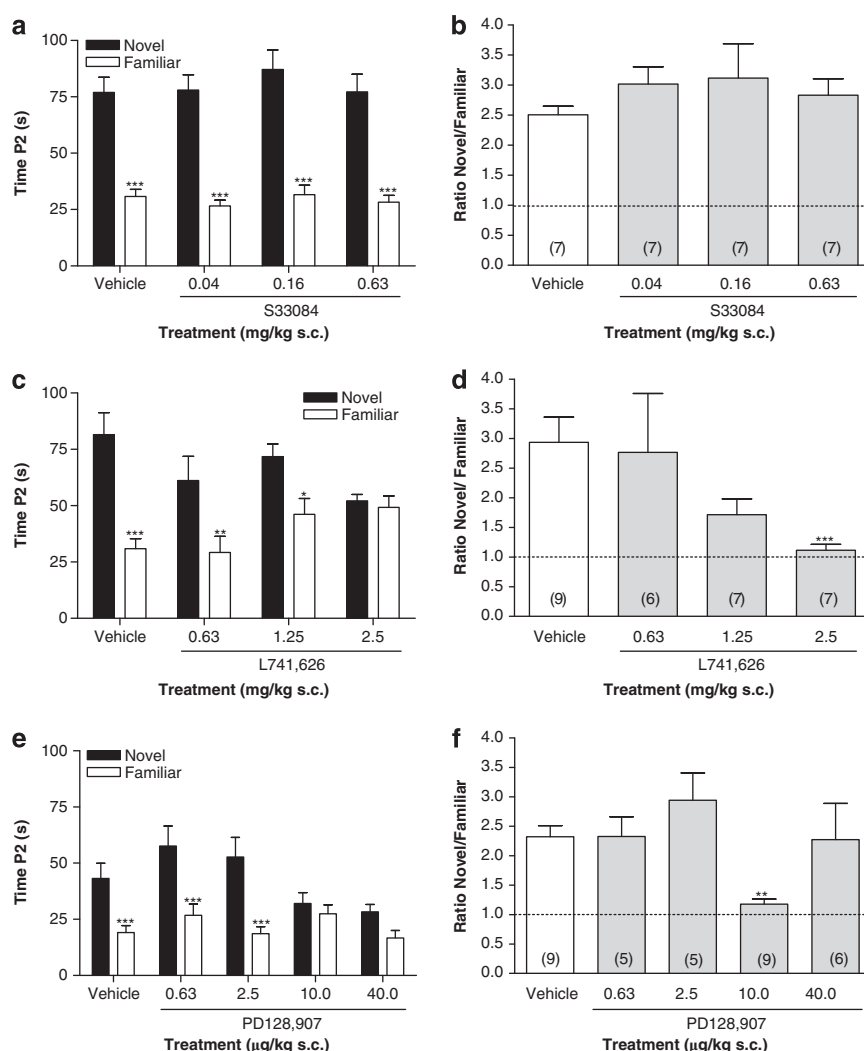 a
Novel
Familiar
Time P2 (s)
100
75
50
25
0
***
***
***
***
Vehicle 0.04 0.16 0.63
S33084
Treatment (mg/kg s.c.)
b
Ratio Novel/Familiar
4.0
3.5
3.0
2.5
2.0
1.5
1.0
0.5
0.0
(7) (7) (7) (7)
Vehicle 0.04 0.16 0.63
S33084
Treatment (mg/kg s.c.)
c
Novel
Familiar
Time P2 (s)
100
75
50
25
0
***
**
*
Vehicle 0.63 1.25 2.5
L741,626
Treatment (mg/kg s.c.)
d
Ratio Novel/ Familiar
4.0
3.5
3.0
2.5
2.0
1.5
1.0
0.5
0.0
***
(9) (6) (7) (7)
Vehicle 0.63 1.25 2.5
L741,626
Treatment (mg/kg s.c.)
e
Novel
Familiar
Time P2 (s)
100
75
50
25
0
***
***
***
Vehicle 0.63 2.5 10.0 40.0
PD128,907
Treatment (μg/kg s.c.)
f
Ratio Novel/Familiar
4.0
3.5
3.0
2.5
2.0
1.5
1.0
0.5
0.0
**
(9) (5) (5) (9) (6)
Vehicle 0.63 2.5 10.0 40.0
PD128,907
Treatment (μg/kg s.c.)